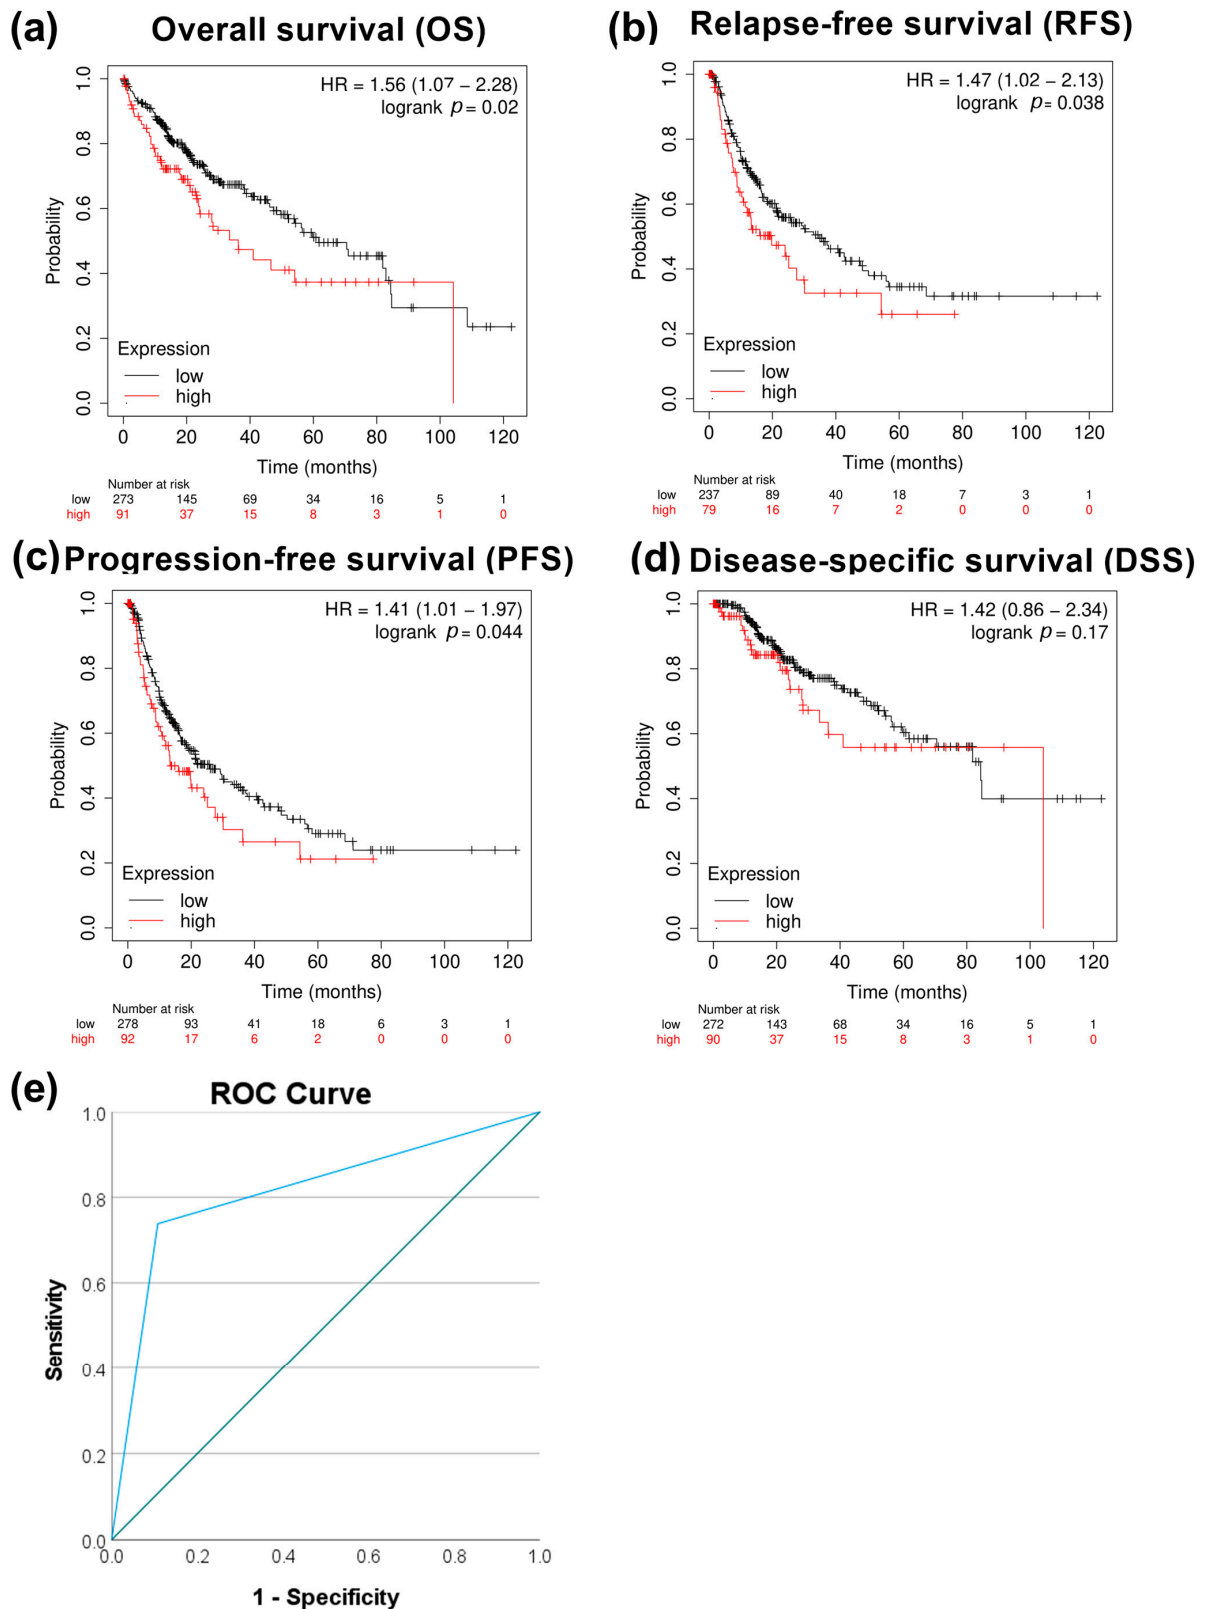 (a) Overall survival (OS)
HR = 1.56 (1.07 – 2.28)
logrank p = 0.02
Probability
1.0
0.8
0.6
0.4
0.2
0.0
Expression
low
high
0 20 40 60 80 100 120
Time (months)
Number at risk
low 273 145 69 34 16 5 1
high 91 37 15 8 3 1 0
(b) Relapse-free survival (RFS)
HR = 1.47 (1.02 – 2.13)
logrank p = 0.038
Probability
1.0
0.8
0.6
0.4
0.2
0.0
Expression
low
high
0 20 40 60 80 100 120
Time (months)
Number at risk
low 237 89 40 18 7 3 1
high 79 16 7 2 0 0 0
(c) Progression-free survival (PFS)
HR = 1.41 (1.01 – 1.97)
logrank p = 0.044
Probability
1.0
0.8
0.6
0.4
0.2
0.0
Expression
low
high
0 20 40 60 80 100 120
Time (months)
Number at risk
low 278 93 41 18 6 3 1
high 92 17 6 2 0 0 0
(d) Disease-specific survival (DSS)
HR = 1.42 (0.86 – 2.34)
logrank p = 0.17
Probability
1.0
0.8
0.6
0.4
0.2
0.0
Expression
low
high
0 20 40 60 80 100 120
Time (months)
Number at risk
low 272 143 68 34 16 5 1
high 90 37 15 8 3 1 0
(e) ROC Curve
Sensitivity
1.0
0.8
0.6
0.4
0.2
0.0
0.0 0.2 0.4 0.6 0.8 1.0
1 - Specificity